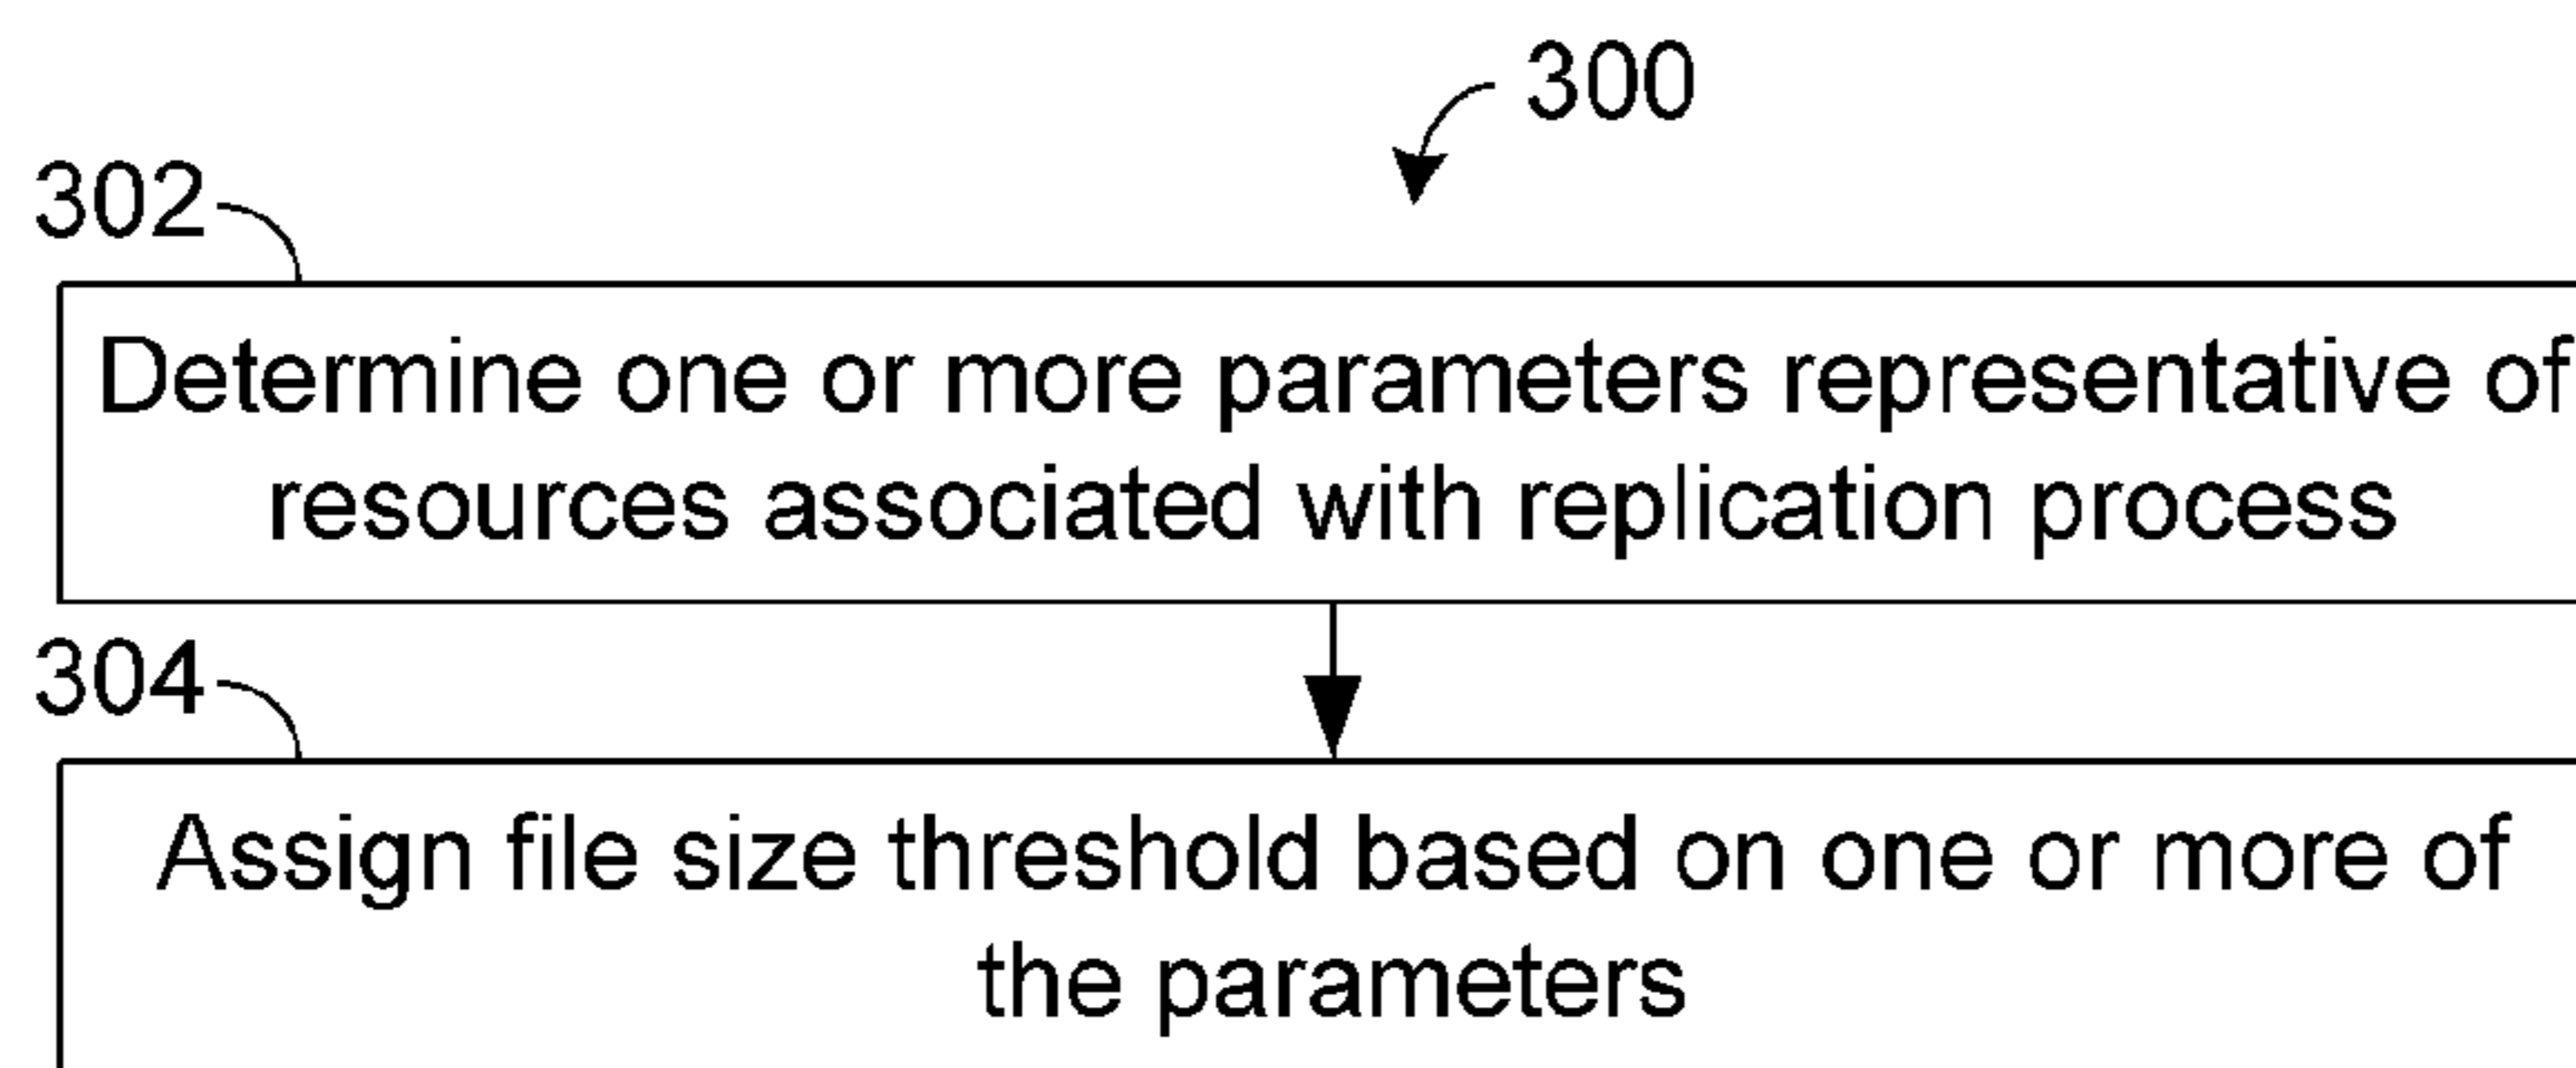 300
302
Determine one or more parameters representative of
resources associated with replication process
304
Assign file size threshold based on one or more of
the parameters